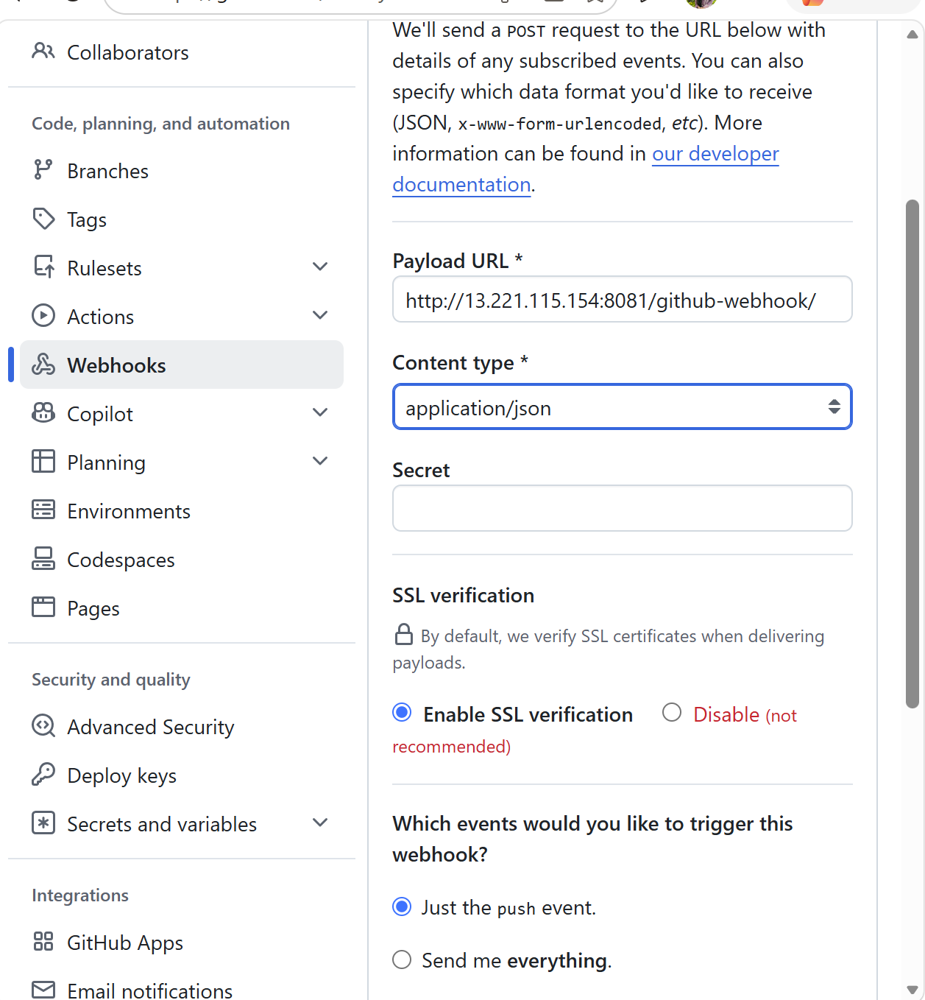 Collaborators
Code, planning, and automation
Branches
Tags
Rulesets
Actions
Webhooks
Copilot
Planning
Environments
Codespaces
Pages
Security and quality
Advanced Security
Deploy keys
Secrets and variables
Integrations
GitHub Apps
Email notifications
We'll send a POST request to the URL below with
details of any subscribed events. You can also
specify which data format you'd like to receive
(JSON, x-www-form-urlencoded, etc). More
information can be found in our developer
documentation.
Payload URL *
http://13.221.115.154:8081/github-webhook/
Content type *
application/json
Secret
SSL verification
By default, we verify SSL certificates when delivering
payloads.
Enable SSL verification Disable (not
recommended)
Which events would you like to trigger this
webhook?
Just the push event.
Send me everything.